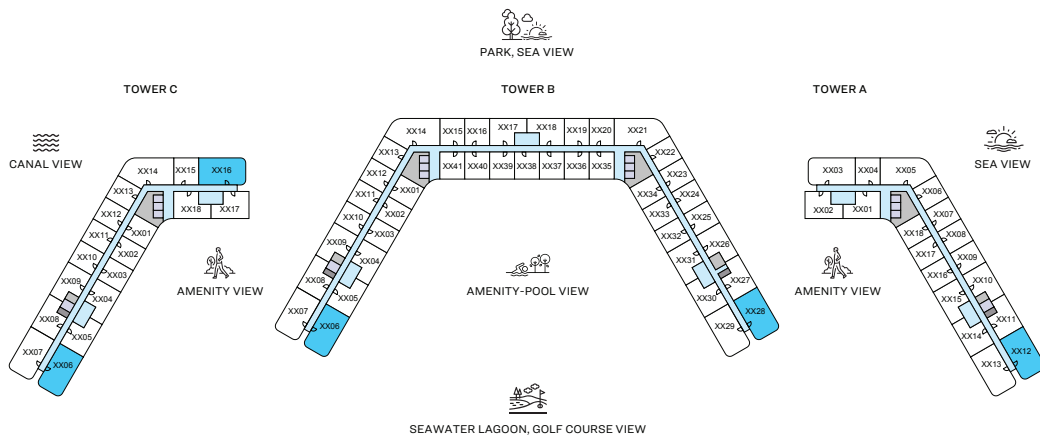 PARK, SEA VIEW
TOWER C
TOWER B
TOWER A
CANAL VIEW
SEA VIEW
XX14
XX15
XX16
XX13
XX12
XX11
XX10
XX09
XX08
XX07
XX18
XX17
XX01
XX02
XX03
XX04
XX05
XX06
AMENITY VIEW
XX14
XX15
XX16
XX17
XX18
XX19
XX20
XX21
XX13
XX12
XX11
XX10
XX09
XX08
XX07
XX41
XX40
XX39
XX38
XX37
XX36
XX35
XX01
XX02
XX03
XX04
XX05
XX06
XX22
XX23
XX24
XX25
XX26
XX27
XX28
XX34
XX33
XX32
XX31
XX30
XX29
AMENITY-POOL VIEW
XX03
XX04
XX05
XX02
XX01
XX06
XX07
XX08
XX09
XX10
XX11
XX12
XX18
XX17
XX16
XX15
XX14
XX13
AMENITY VIEW
SEAWATER LAGOON, GOLF COURSE VIEW